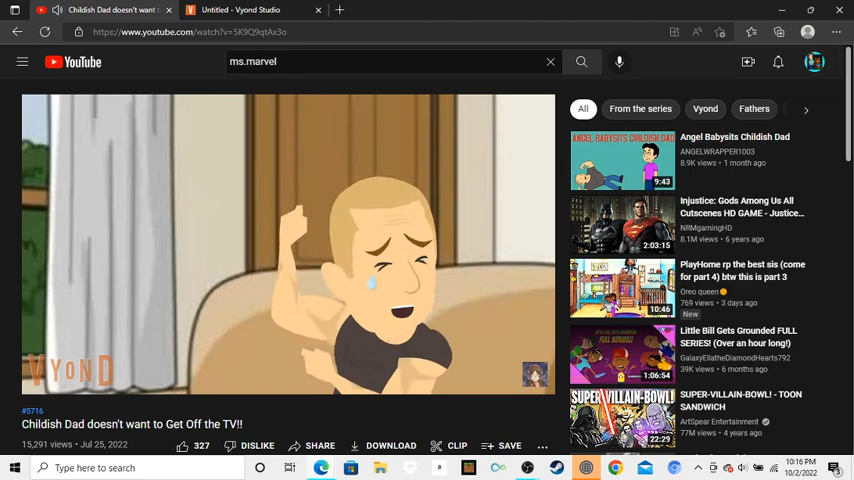 Childish Dad doesn't want t
Untitled - Vyond Studio
https://www.youtube.com/watch?v=5K9Q9qtAx3o
YouTube
ms.marvel
VYOND
#5716
Childish Dad doesn't want to Get Off the TV!!
15,291 views • Jul 25, 2022
327
DISLIKE
SHARE
DOWNLOAD
CLIP
SAVE
All
From the series
Vyond
Fathers
ANGEL BABYSITS CHILDISH DAD
9:43
Angel Babysits Childish Dad
ANGELWRAPPER1003
8.9K views • 1 month ago
2:03:15
Injustice: Gods Among Us All
Cutscenes HD GAME - Justice...
NRMgamingHD
8.1M views • 6 years ago
10:46
PlayHome rp the best sis (come
for part 4) btw this is part 3
Oreo queen
769 views • 3 days ago
New
FULL SERIES!
1:06:54
Little Bill Gets Grounded FULL
SERIES! (Over an hour long!)
GalaxyEllatheDiamondHearts792
39K views • 6 months ago
SUPER-VILLAIN-BOWL!
22:29
SUPER-VILLAIN-BOWL! - TOON
SANDWICH
ArtSpear Entertainment
77M views • 4 years ago
Type here to search
a
10:16 PM
10/2/2022
3